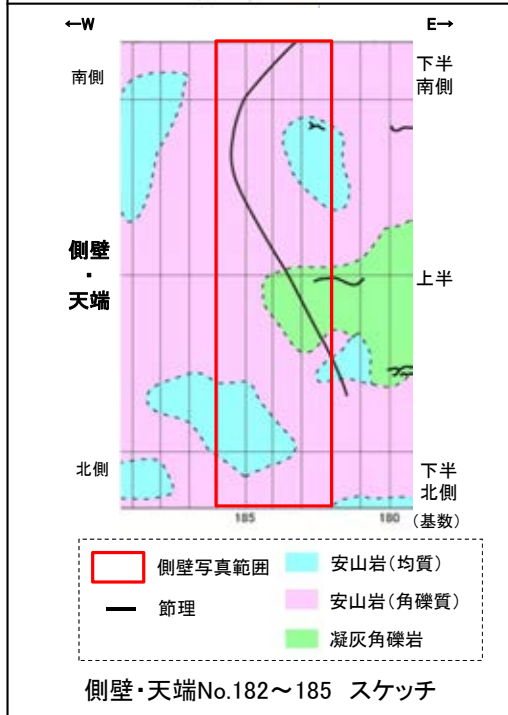 ←W
E→
南側
下半
南側
側壁
・
天端
上半
北側
下半
北側
185
180
(基数)
側壁写真範囲
安山岩(均質)
節理
安山岩(角礫質)
凝灰角礫岩
側壁・天端No.182～185 スケッチ